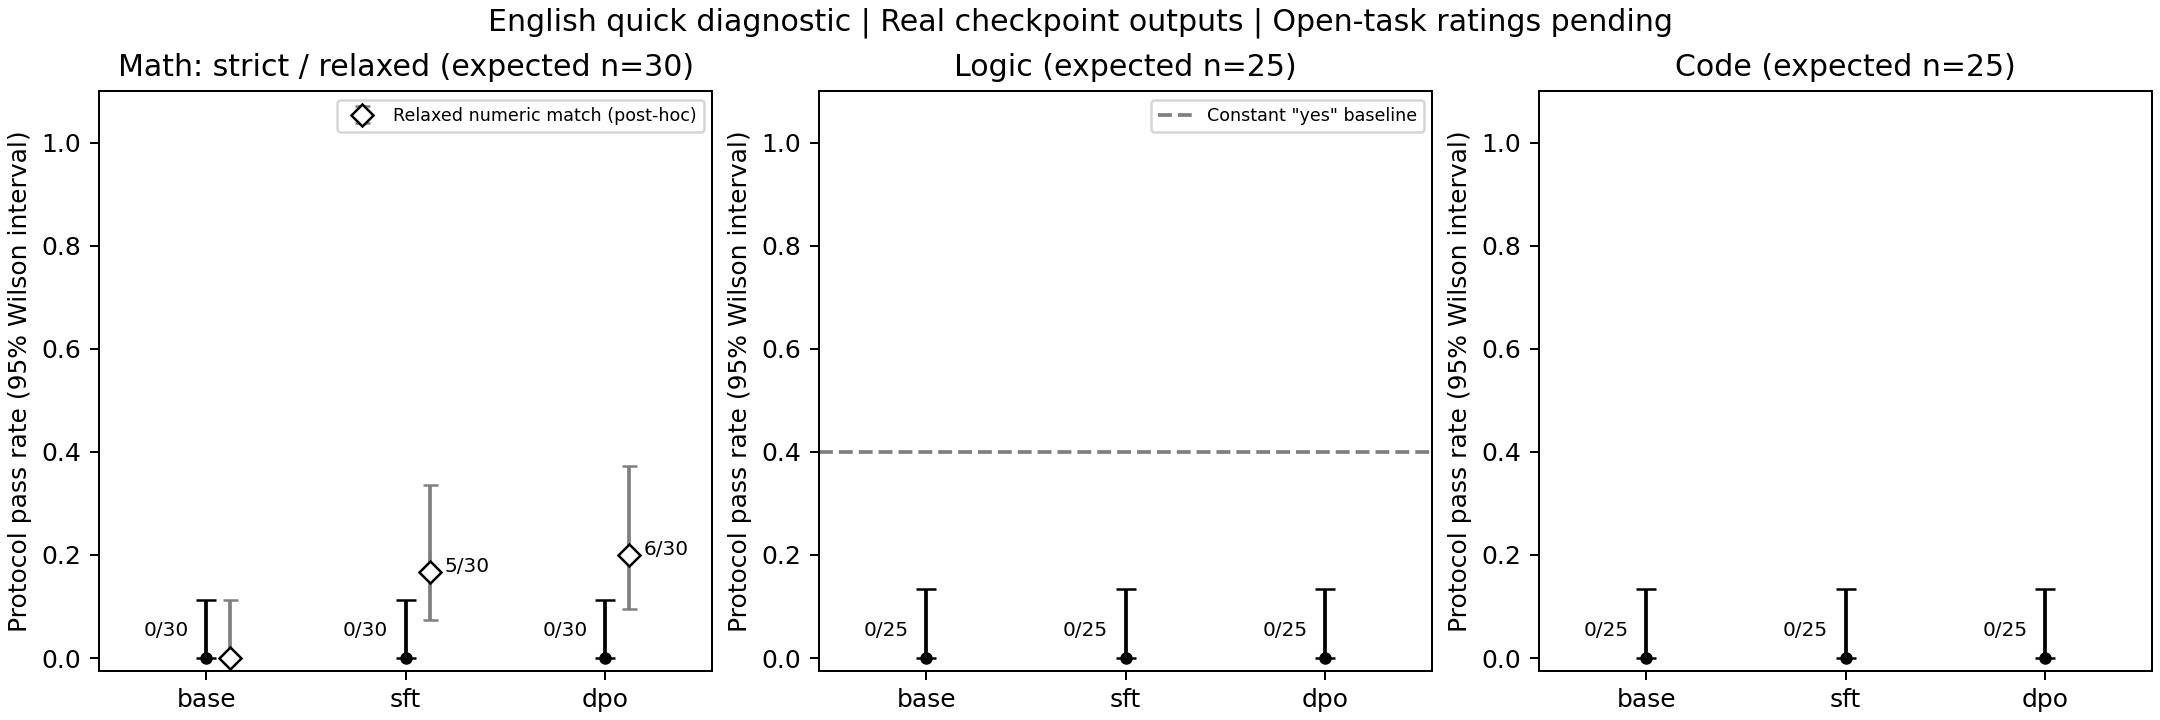 English quick diagnostic | Real checkpoint outputs | Open-task ratings pending
Math: strict / relaxed (expected n=30)
Relaxed numeric match (post-hoc)
Protocol pass rate (95% Wilson interval)
1.0
0.8
0.6
0.4
0.2
0.0
0/30
0/30
5/30
0/30
6/30
base
sft
dpo
Logic (expected n=25)
Constant "yes" baseline
Protocol pass rate (95% Wilson interval)
1.0
0.8
0.6
0.4
0.2
0.0
0/25
0/25
0/25
base
sft
dpo
Code (expected n=25)
Protocol pass rate (95% Wilson interval)
1.0
0.8
0.6
0.4
0.2
0.0
0/25
0/25
0/25
base
sft
dpo